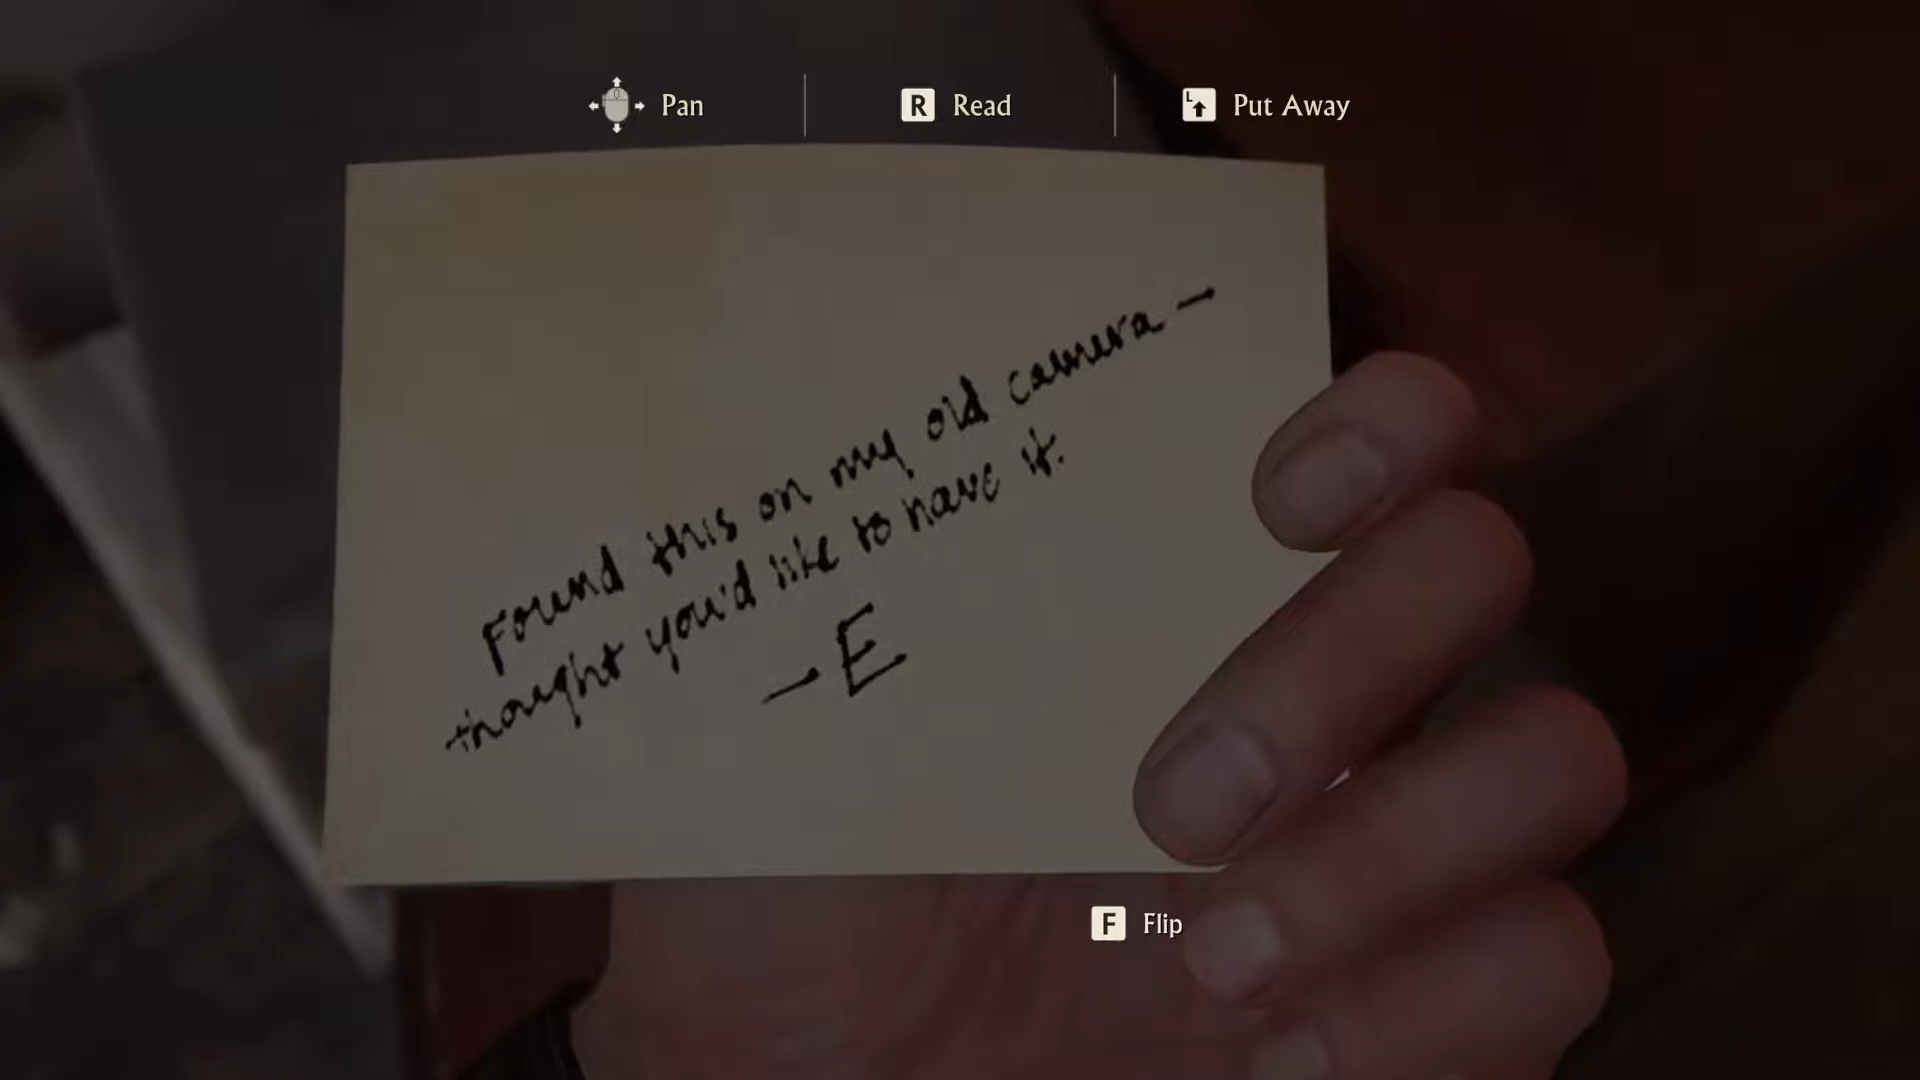 Pan
R Read
L Put Away
Found this on my old camera —
thought you'd like to have it.
— E
F Flip